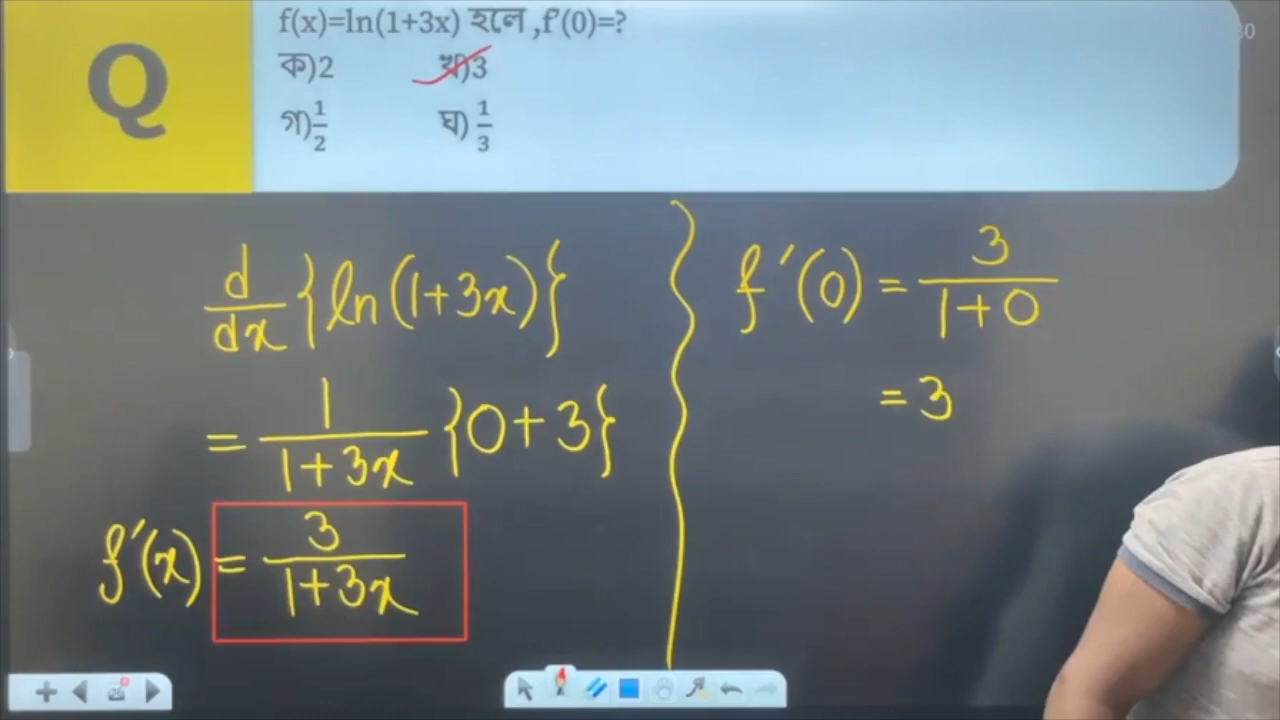 Q
f(x)=ln(1+3x) হলে ,f'(0)=?
ক)2 খ)3
গ)1/2 ঘ)1/3
d/dx {ln(1+3x)}
= 1/(1+3x) {0+3}
f'(x) = 3/(1+3x)
f'(0) = 3/(1+0)
= 3
26